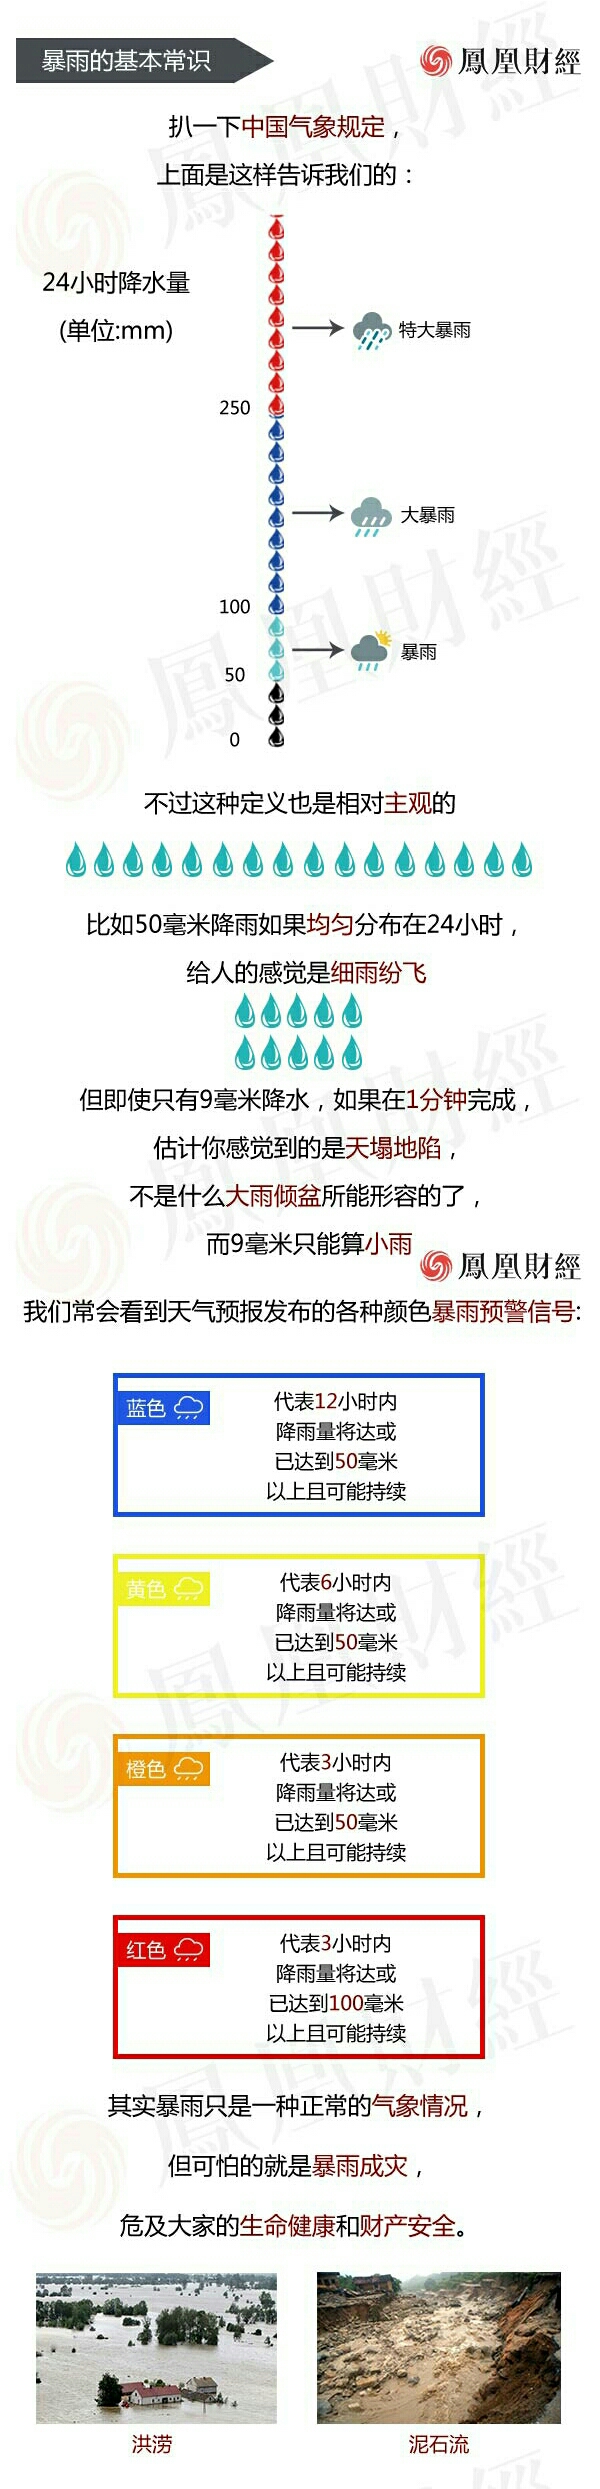 暴雨的基本常识
鳳凰財經
扒一下中国气象规定，
上面是这样告诉我们的：
24小时降水量
(单位:mm)
特大暴雨
250
大暴雨
100
暴雨
50
0
不过这种定义也是相对主观的
比如50毫米降雨如果均匀分布在24小时，
给人的感觉是细雨纷飞
但即使只有9毫米降水，如果在1分钟完成，
估计你感觉到的是天塌地陷，
不是什么大雨倾盆所能形容的了，
而9毫米只能算小雨
鳳凰財經
我们常会看到天气预报发布的各种颜色暴雨预警信号:
蓝色
代表12小时内
降雨量将达或
已达到50毫米
以上且可能持续
黄色
代表6小时内
降雨量将达或
已达到50毫米
以上且可能持续
橙色
代表3小时内
降雨量将达或
已达到50毫米
以上且可能持续
红色
代表3小时内
降雨量将达或
已达到100毫米
以上且可能持续
其实暴雨只是一种正常的气象情况，
但可怕的就是暴雨成灾，
危及大家的生命健康和财产安全。
洪涝
泥石流